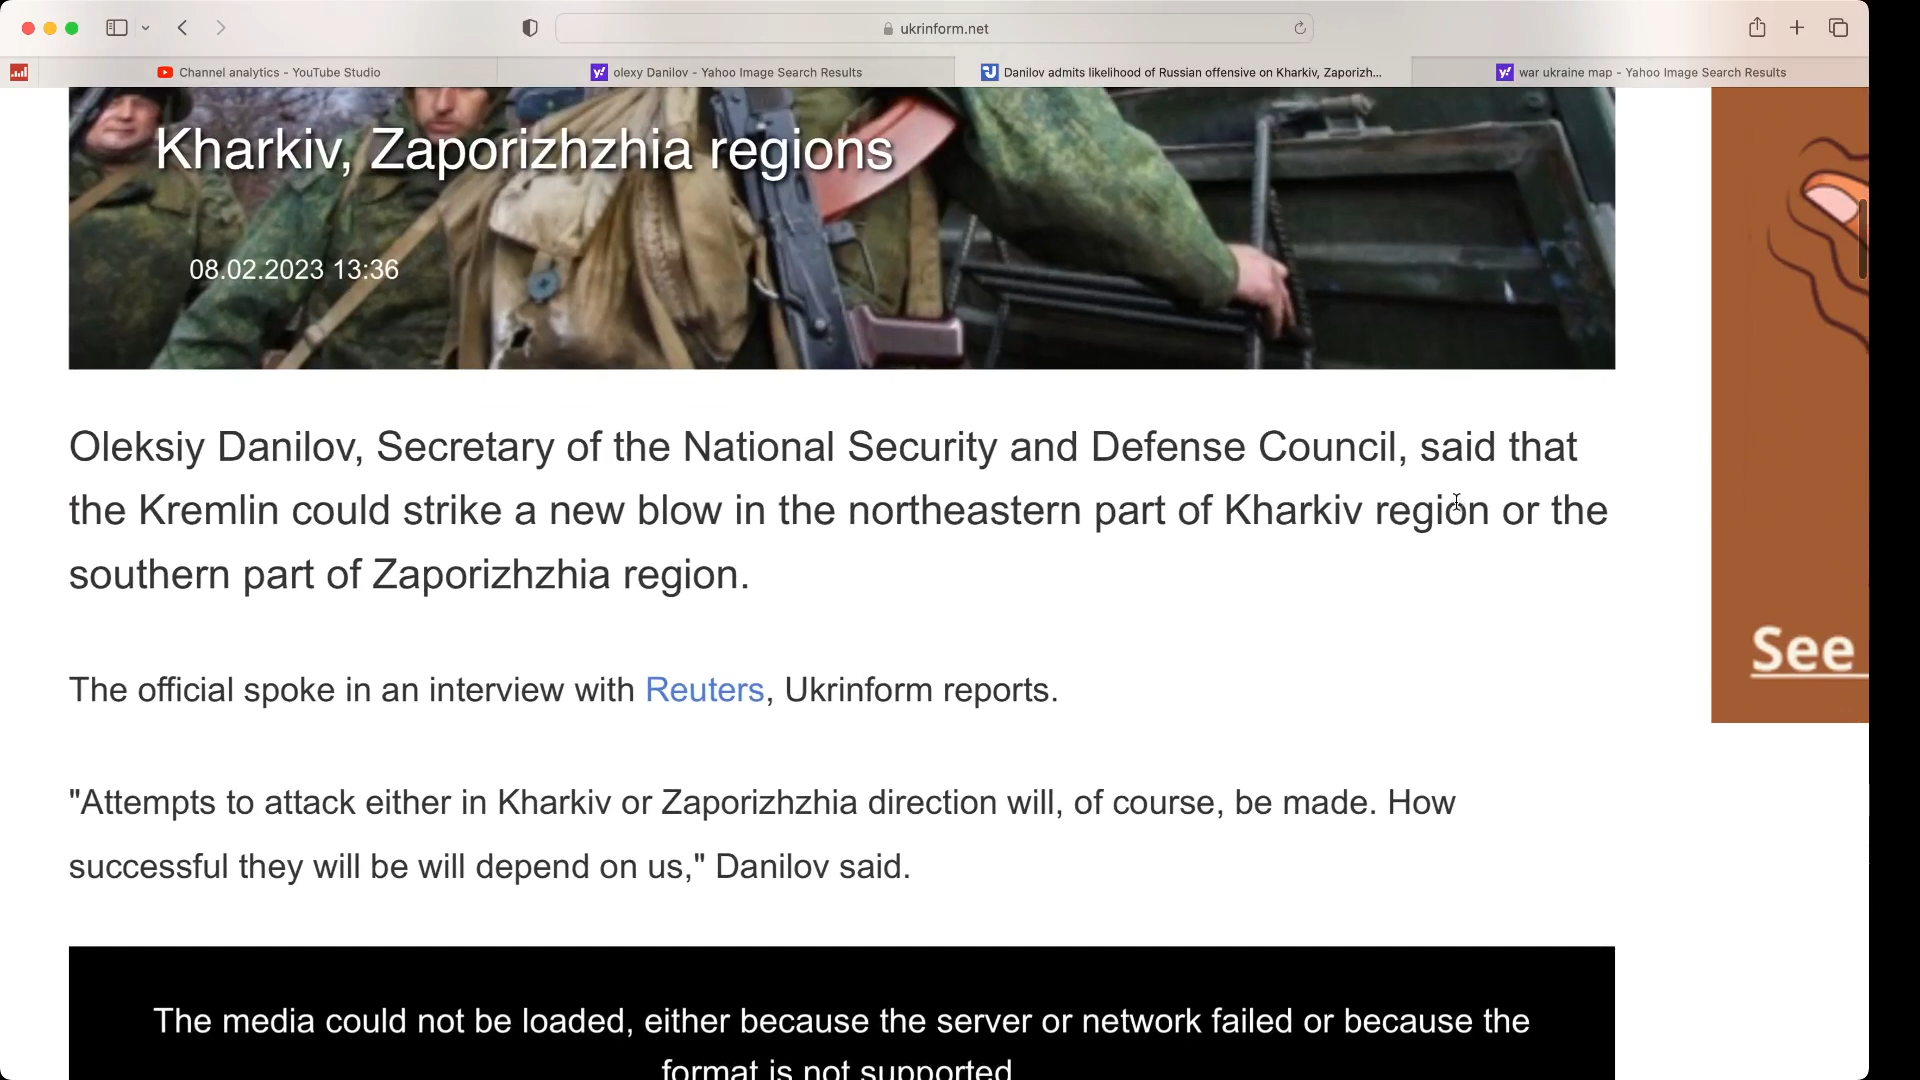 ukrinform.net
Channel analytics - YouTube Studio
olexy Danilov - Yahoo Image Search Results
Danilov admits likelihood of Russian offensive on Kharkiv, Zaporizh...
war ukraine map - Yahoo Image Search Results
Kharkiv, Zaporizhzhia regions
08.02.2023 13:36
Oleksiy Danilov, Secretary of the National Security and Defense Council, said that
the Kremlin could strike a new blow in the northeastern part of Kharkiv region or the
southern part of Zaporizhzhia region.
See
The official spoke in an interview with Reuters, Ukrinform reports.
"Attempts to attack either in Kharkiv or Zaporizhzhia direction will, of course, be made. How
successful they will be will depend on us," Danilov said.
The media could not be loaded, either because the server or network failed or because the
format is not supported